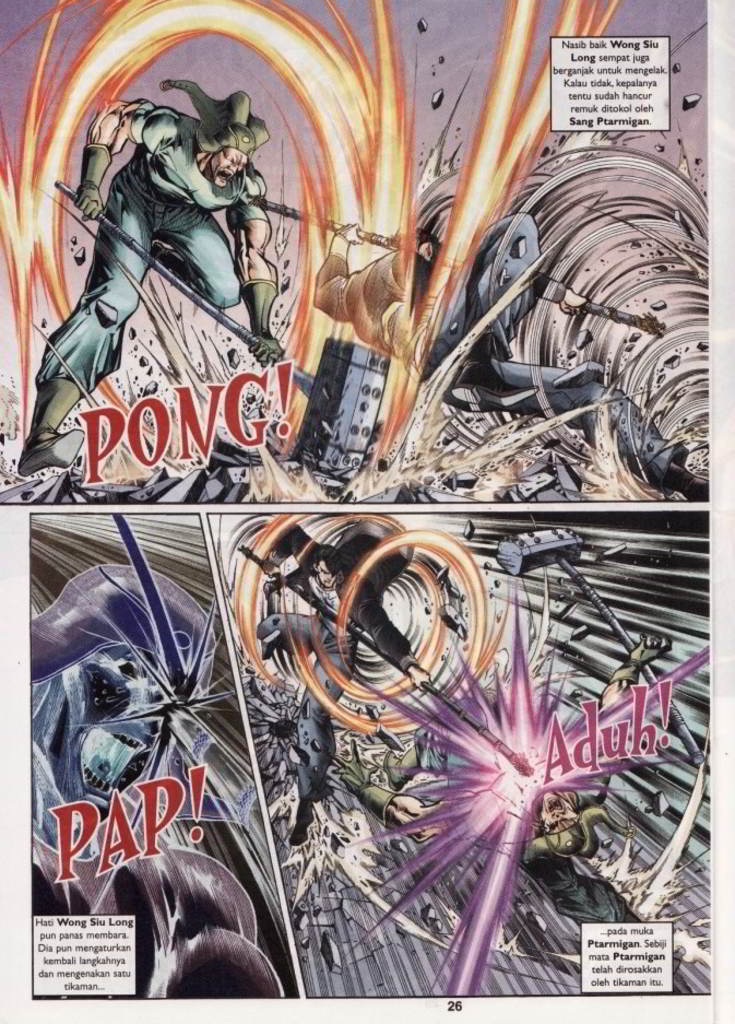 Nasib baik Wong Siu
Long sempat juga
berganjak untuk mengelak.
Kalau tidak, kepalanya
tentu sudah hancur
remuk ditokol oleh
Sang Ptarmigan.
PONG!
PAP!
Hati Wong Siu Long
pun panas membara.
Dia pun mengaturkan
kembali langkahnya
dan mengenakan satu
tikaman...
Aduh!
...pada muka
Ptarmigan. Sebiji
mata Ptarmigan
telah dirosakkan
oleh tikaman itu.
26